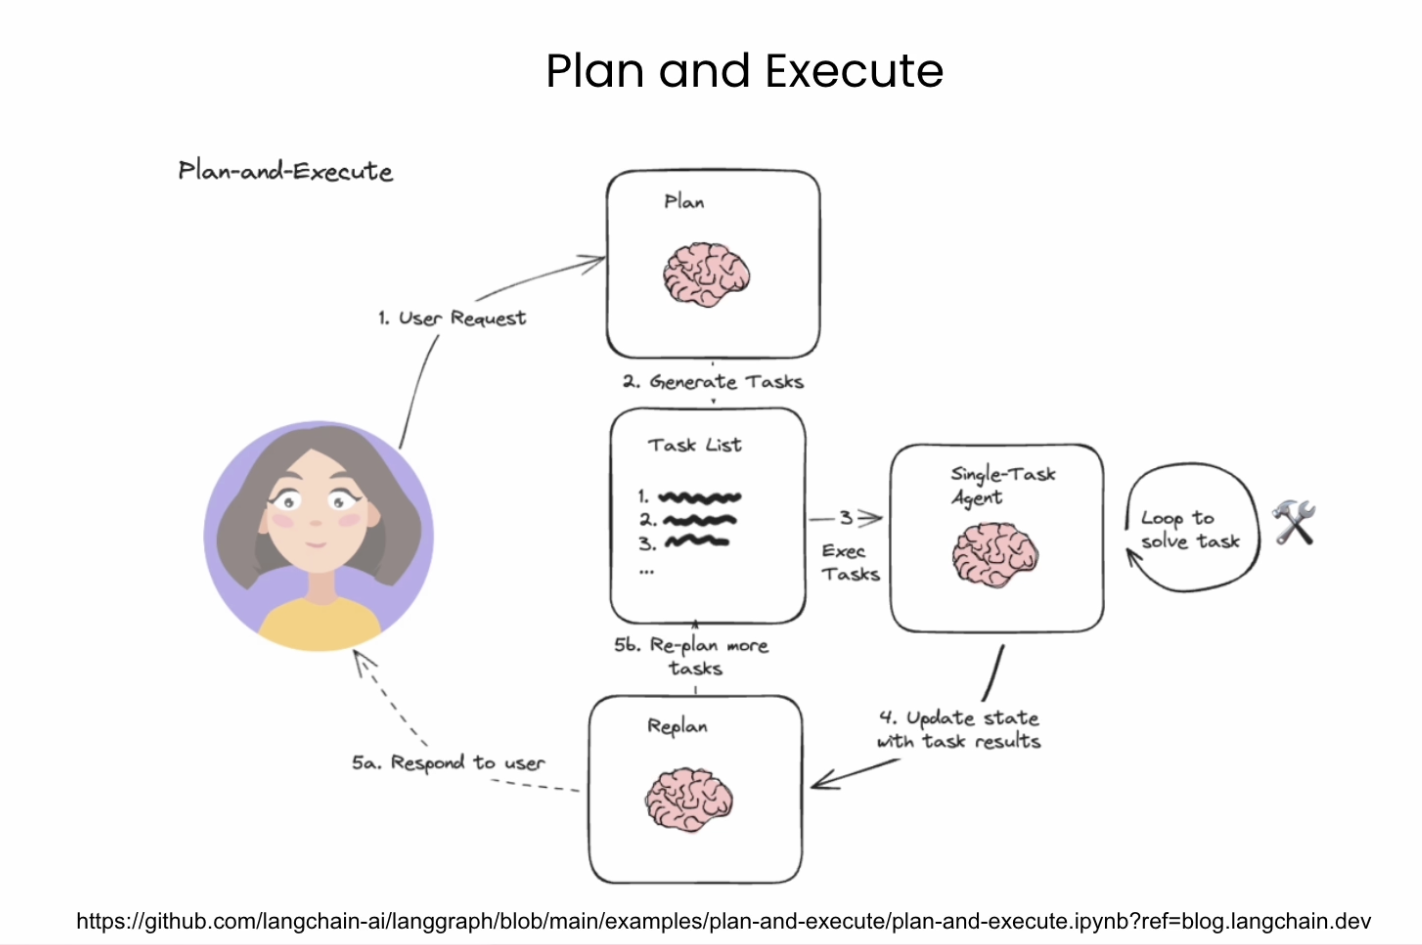 Plan and Execute
Plan-and-Execute
Plan
1. User Request
2. Generate Tasks
Task List
1.
2.
3.
...
3
Exec
Tasks
Single-Task
Agent
Loop to
solve task
5b. Re-plan more
tasks
4. Update state
with task results
Replan
5a. Respond to user
https://github.com/langchain-ai/langgraph/blob/main/examples/plan-and-execute/plan-and-execute.ipynb?ref=blog.langchain.dev